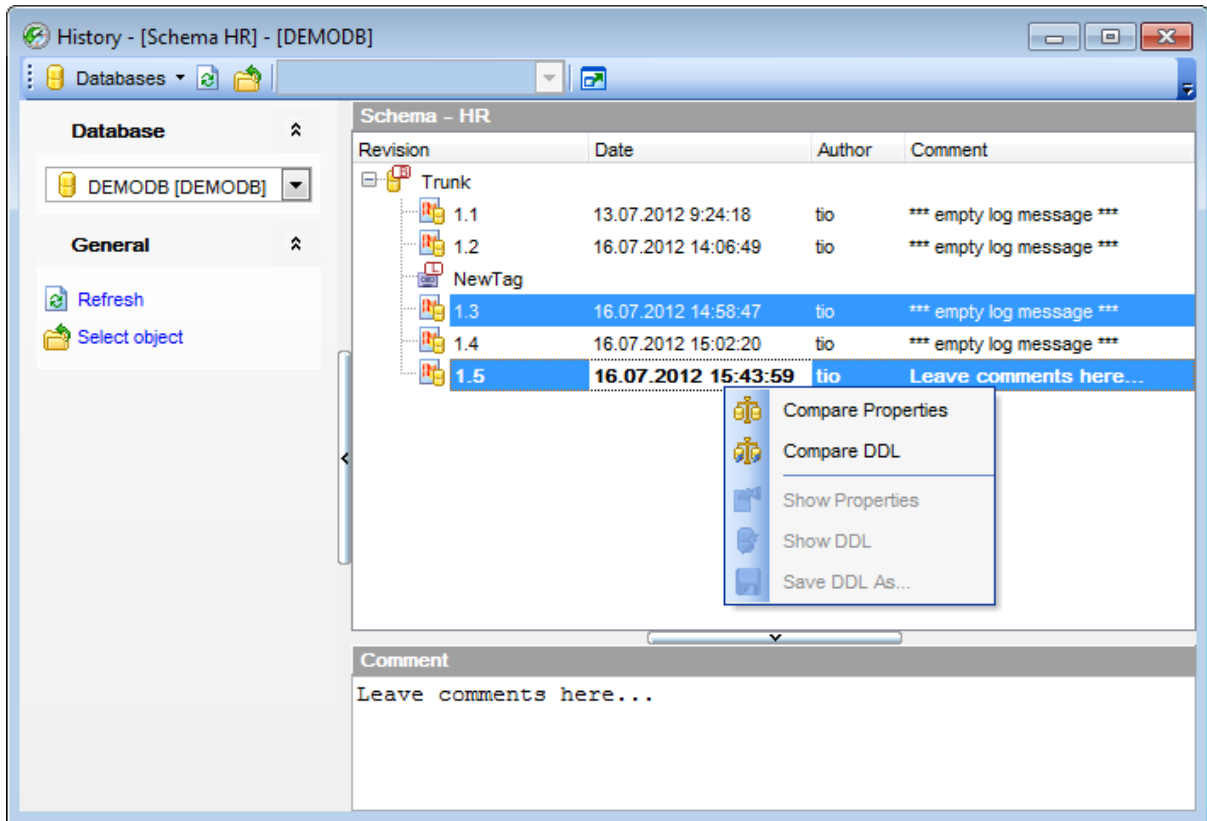 History - [Schema HR] - [DEMODB]
Databases
Database
DEMODB [DEMODB]
General
Refresh
Select object
Schema - HR
Revision Date Author Comment
Trunk
1.1 13.07.2012 9:24:18 tio *** empty log message ***
1.2 16.07.2012 14:06:49 tio *** empty log message ***
NewTag
1.3 16.07.2012 14:58:47 tio *** empty log message ***
1.4 16.07.2012 15:02:20 tio *** empty log message ***
1.5 16.07.2012 15:43:59 tio Leave comments here...
Compare Properties
Compare DDL
Show Properties
Show DDL
Save DDL As...
Comment
Leave comments here...